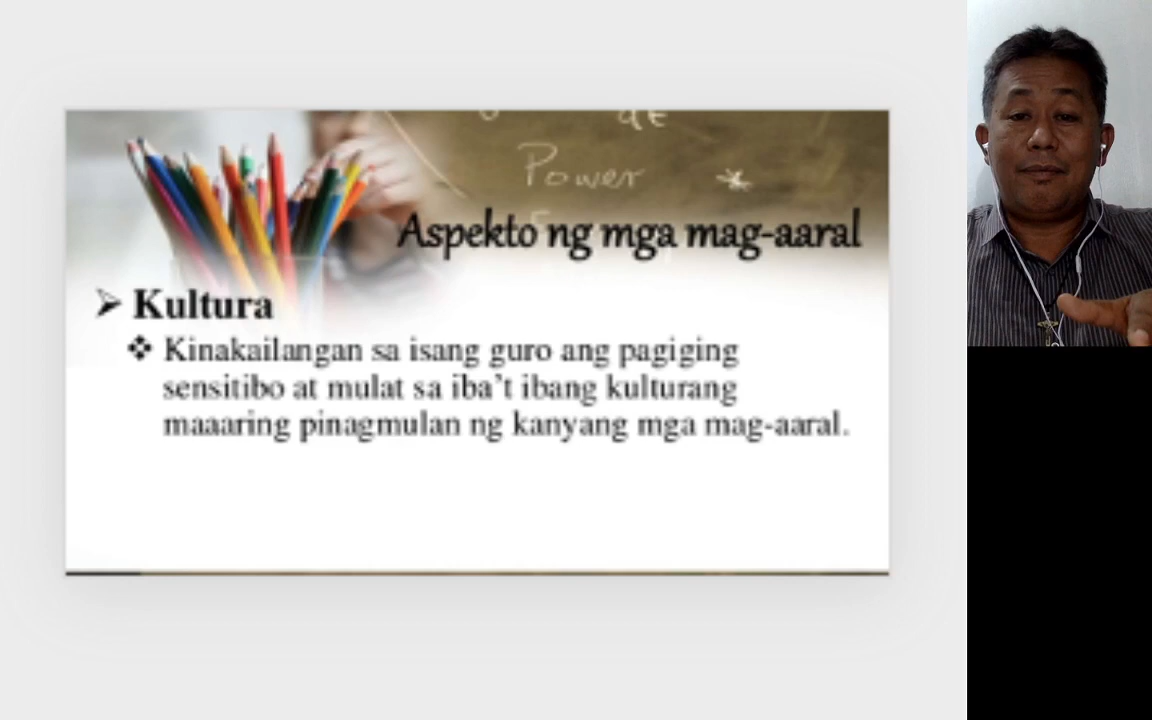 at
Power
Aspekto ng mga mag-aaral
Kultura
Kinakailangan sa isang guro ang pagiging
sensitibo at mulat sa iba't ibang kulturang
maaaring pinagmulan ng kanyang mga mag-aaral.